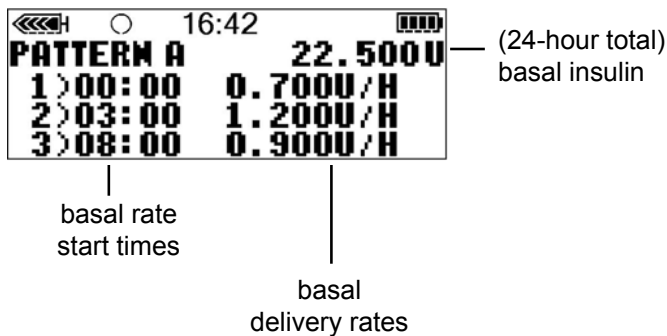 16:42
PATTERN A 22.500U
1>00:00 0.700U/H
2>03:00 1.200U/H
3>08:00 0.900U/H
(24-hour total)
basal insulin
basal rate
start times
basal
delivery rates